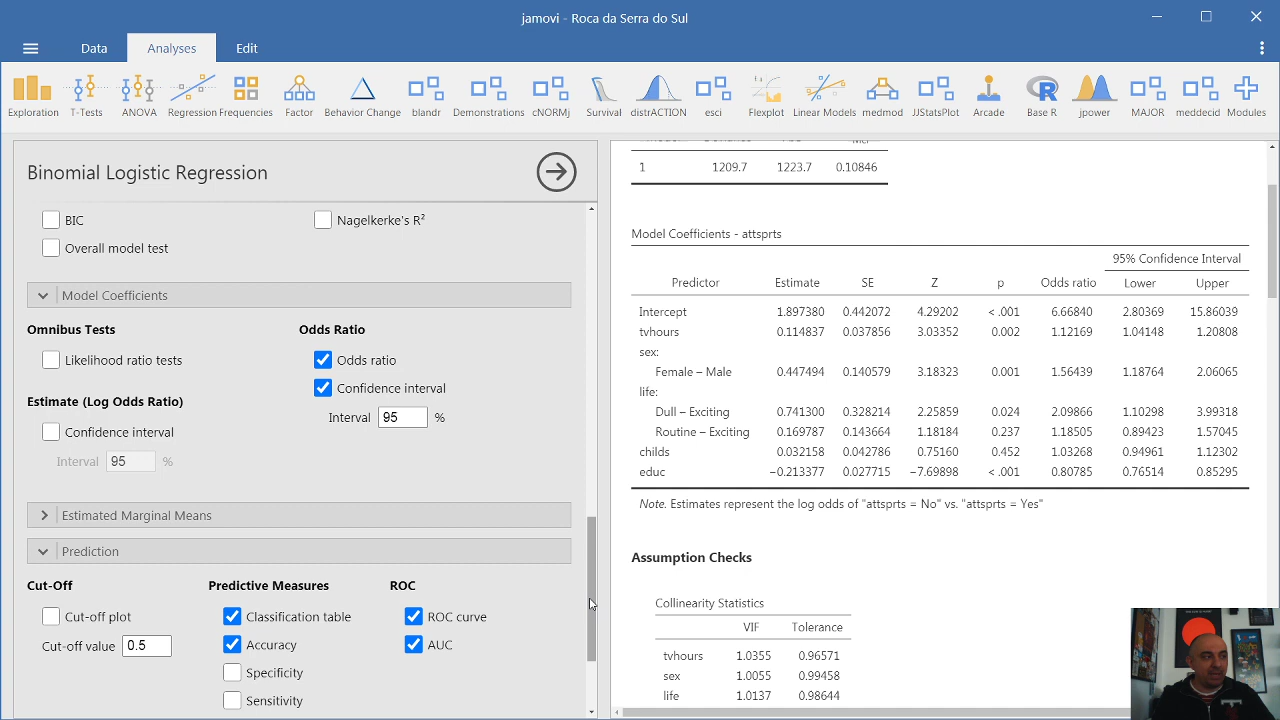 jamovi - Roca da Serra do Sul
Data
Analyses
Edit
Exploration
T-Tests
ANOVA
Regression
Frequencies
Factor
Behavior Change
blandr
Demonstrations
cNORMj
Survival
distrACTION
esci
Flexplot
Linear Models
medmod
JJStatsPlot
Arcade
Base R
jpower
MAJOR
meddecid
Modules
Binomial Logistic Regression
BIC
Nagelkerke's R²
Overall model test
Model Coefficients
Omnibus Tests
Odds Ratio
Likelihood ratio tests
Odds ratio
Confidence interval
Interval 95 %
Estimate (Log Odds Ratio)
Confidence interval
Interval 95 %
Estimated Marginal Means
Prediction
Cut-Off
Predictive Measures
ROC
Cut-off plot
Classification table
ROC curve
Cut-off value 0.5
Accuracy
AUC
Specificity
Sensitivity
1 1209.7 1223.7 0.10846
Model Coefficients - attsprts
95% Confidence Interval
Predictor Estimate SE Z p Odds ratio Lower Upper
Intercept 1.897380 0.442072 4.29202 < .001 6.66840 2.80369 15.86039
tvhours 0.114837 0.037856 3.03352 0.002 1.12169 1.04148 1.20808
sex:
Female – Male 0.447494 0.140579 3.18323 0.001 1.56439 1.18764 2.06065
life:
Dull – Exciting 0.741300 0.328214 2.25859 0.024 2.09866 1.10298 3.99318
Routine – Exciting 0.169787 0.143664 1.18184 0.237 1.18505 0.89423 1.57045
childs 0.032158 0.042786 0.75160 0.452 1.03268 0.94961 1.12302
educ −0.213377 0.027715 −7.69898 < .001 0.80785 0.76514 0.85295
Note. Estimates represent the log odds of "attsprts = No" vs. "attsprts = Yes"
Assumption Checks
Collinearity Statistics
VIF Tolerance
tvhours 1.0355 0.96571
sex 1.0055 0.99458
life 1.0137 0.98644